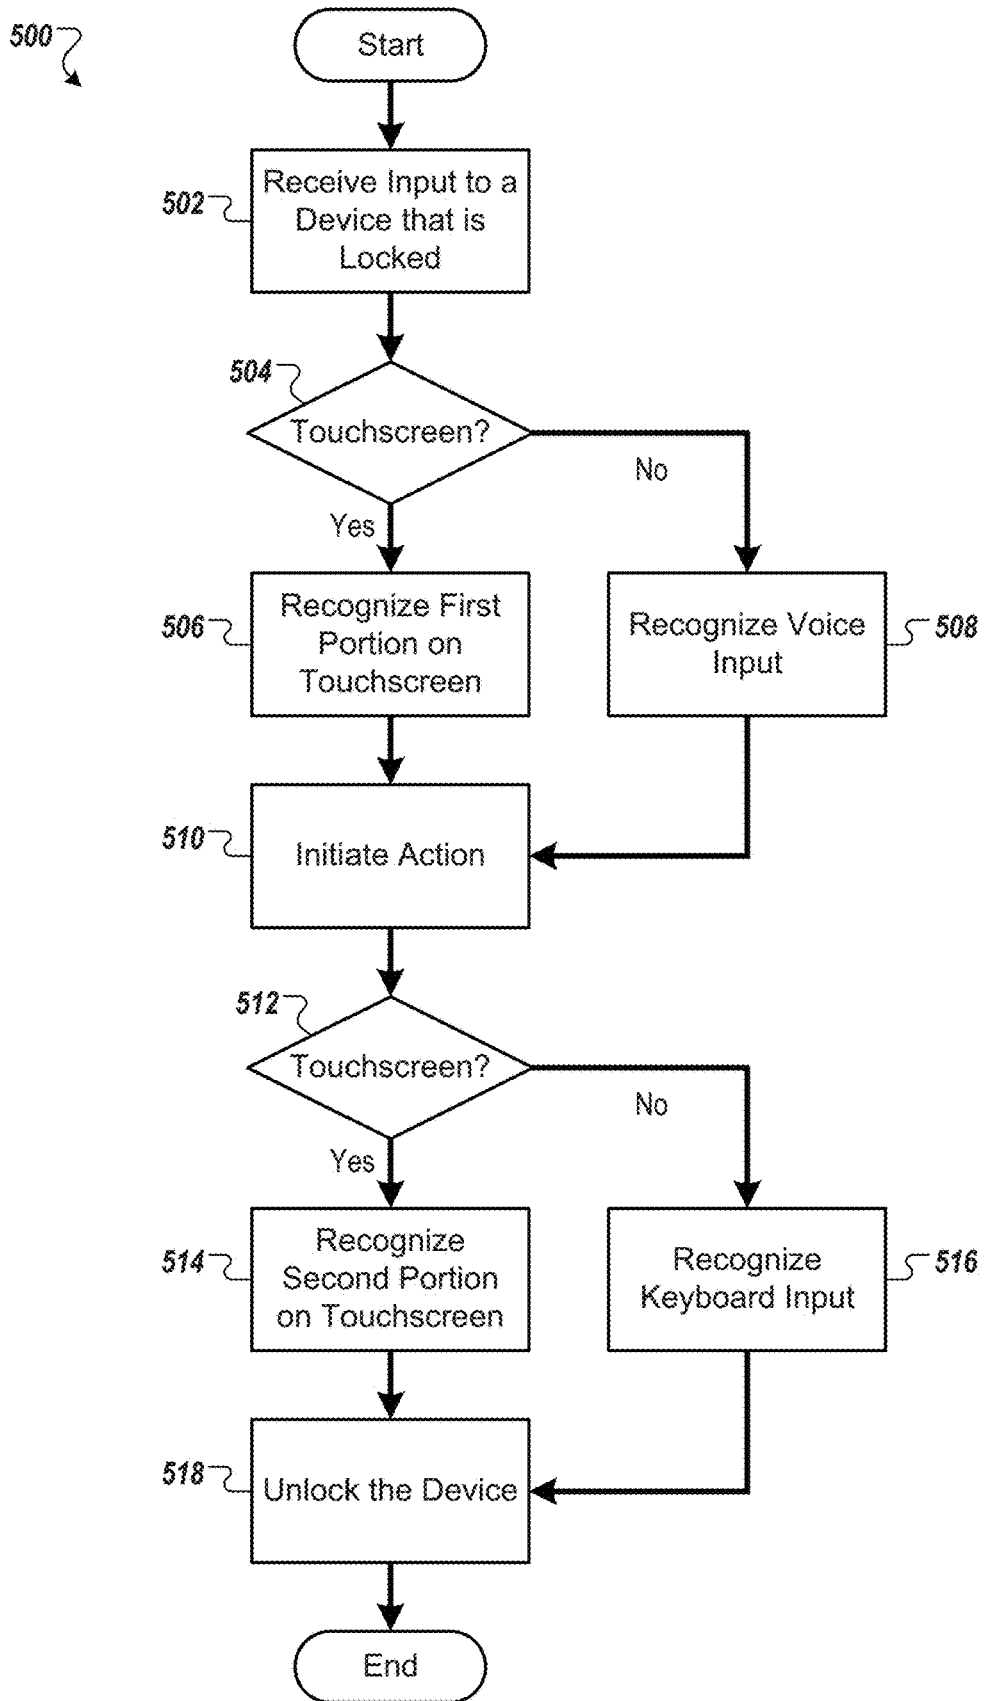 500
Start
502
Receive Input to a
Device that is
Locked
504
Touchscreen?
No
Yes
506
Recognize First
Portion on
Touchscreen
Recognize Voice
Input
508
510
Initiate Action
512
Touchscreen?
No
Yes
514
Recognize
Second Portion
on Touchscreen
Recognize
Keyboard Input
516
518
Unlock the Device
End